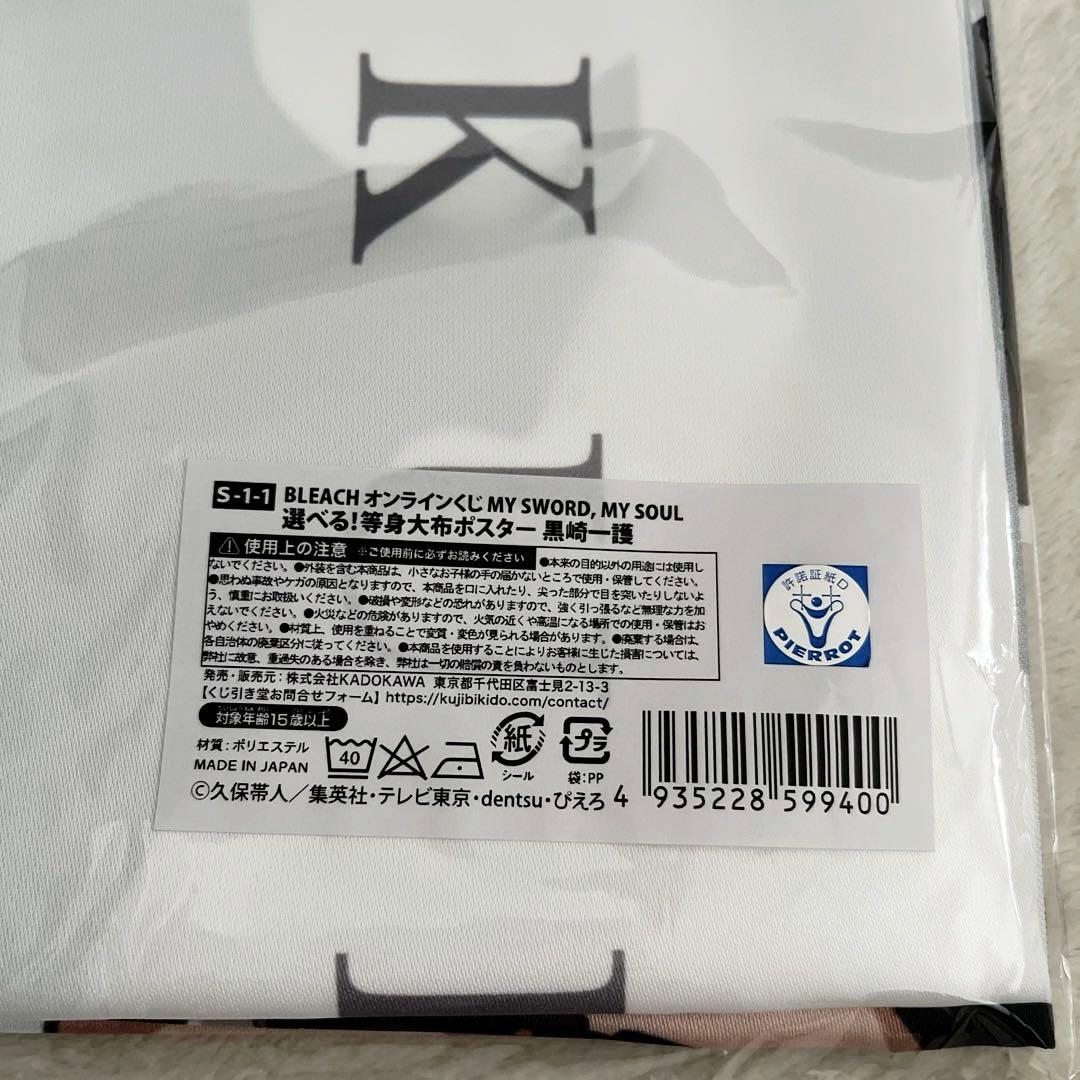 K
S-1-1 BLEACH オンラインくじ MY SWORD, MY SOUL
選べる!等身大布ポスター 黒崎一護
⚠使用上の注意 ※ご使用前に必ずお読みください ●本来の目的以外の用途には使用し
ないでください。●外装を含む本商品は、小さなお子様の手の届かないところで使用・保管してください。
●思わぬ事故やケガの原因となりますので、本商品を口に入れたり、尖った部分で目を突いたりしないよ
う、慎重にお取扱いください。●破損や変形などの恐れがありますので、強く引っ張るなど無理な力を加
えないでください。●火災などの危険がありますので、火気の近くや高温になる場所での使用・保管はお
やめください。●材質上、使用を重ねることで変質・変色が見られる場合があります。●廃棄する場合は、
各自治体の廃棄区分に従ってください。●本商品を使用することによりお客様に生じた損害については、
弊社に故意、重過失のある場合を除き、弊社は一切の賠償の責を負わないものとします。
発売・販売元:株式会社KADOKAWA 東京都千代田区富士見2-13-3
【くじ引き堂お問合せフォーム】https://kujibikido.com/contact/
対象年齢15歳以上
材質:ポリエステル
MADE IN JAPAN
40
紙
シール
プラ
袋:PP
©久保帯人/集英社・テレビ東京・dentsu・ぴえろ
4 935228 599400
許諾証紙D
PIERROT